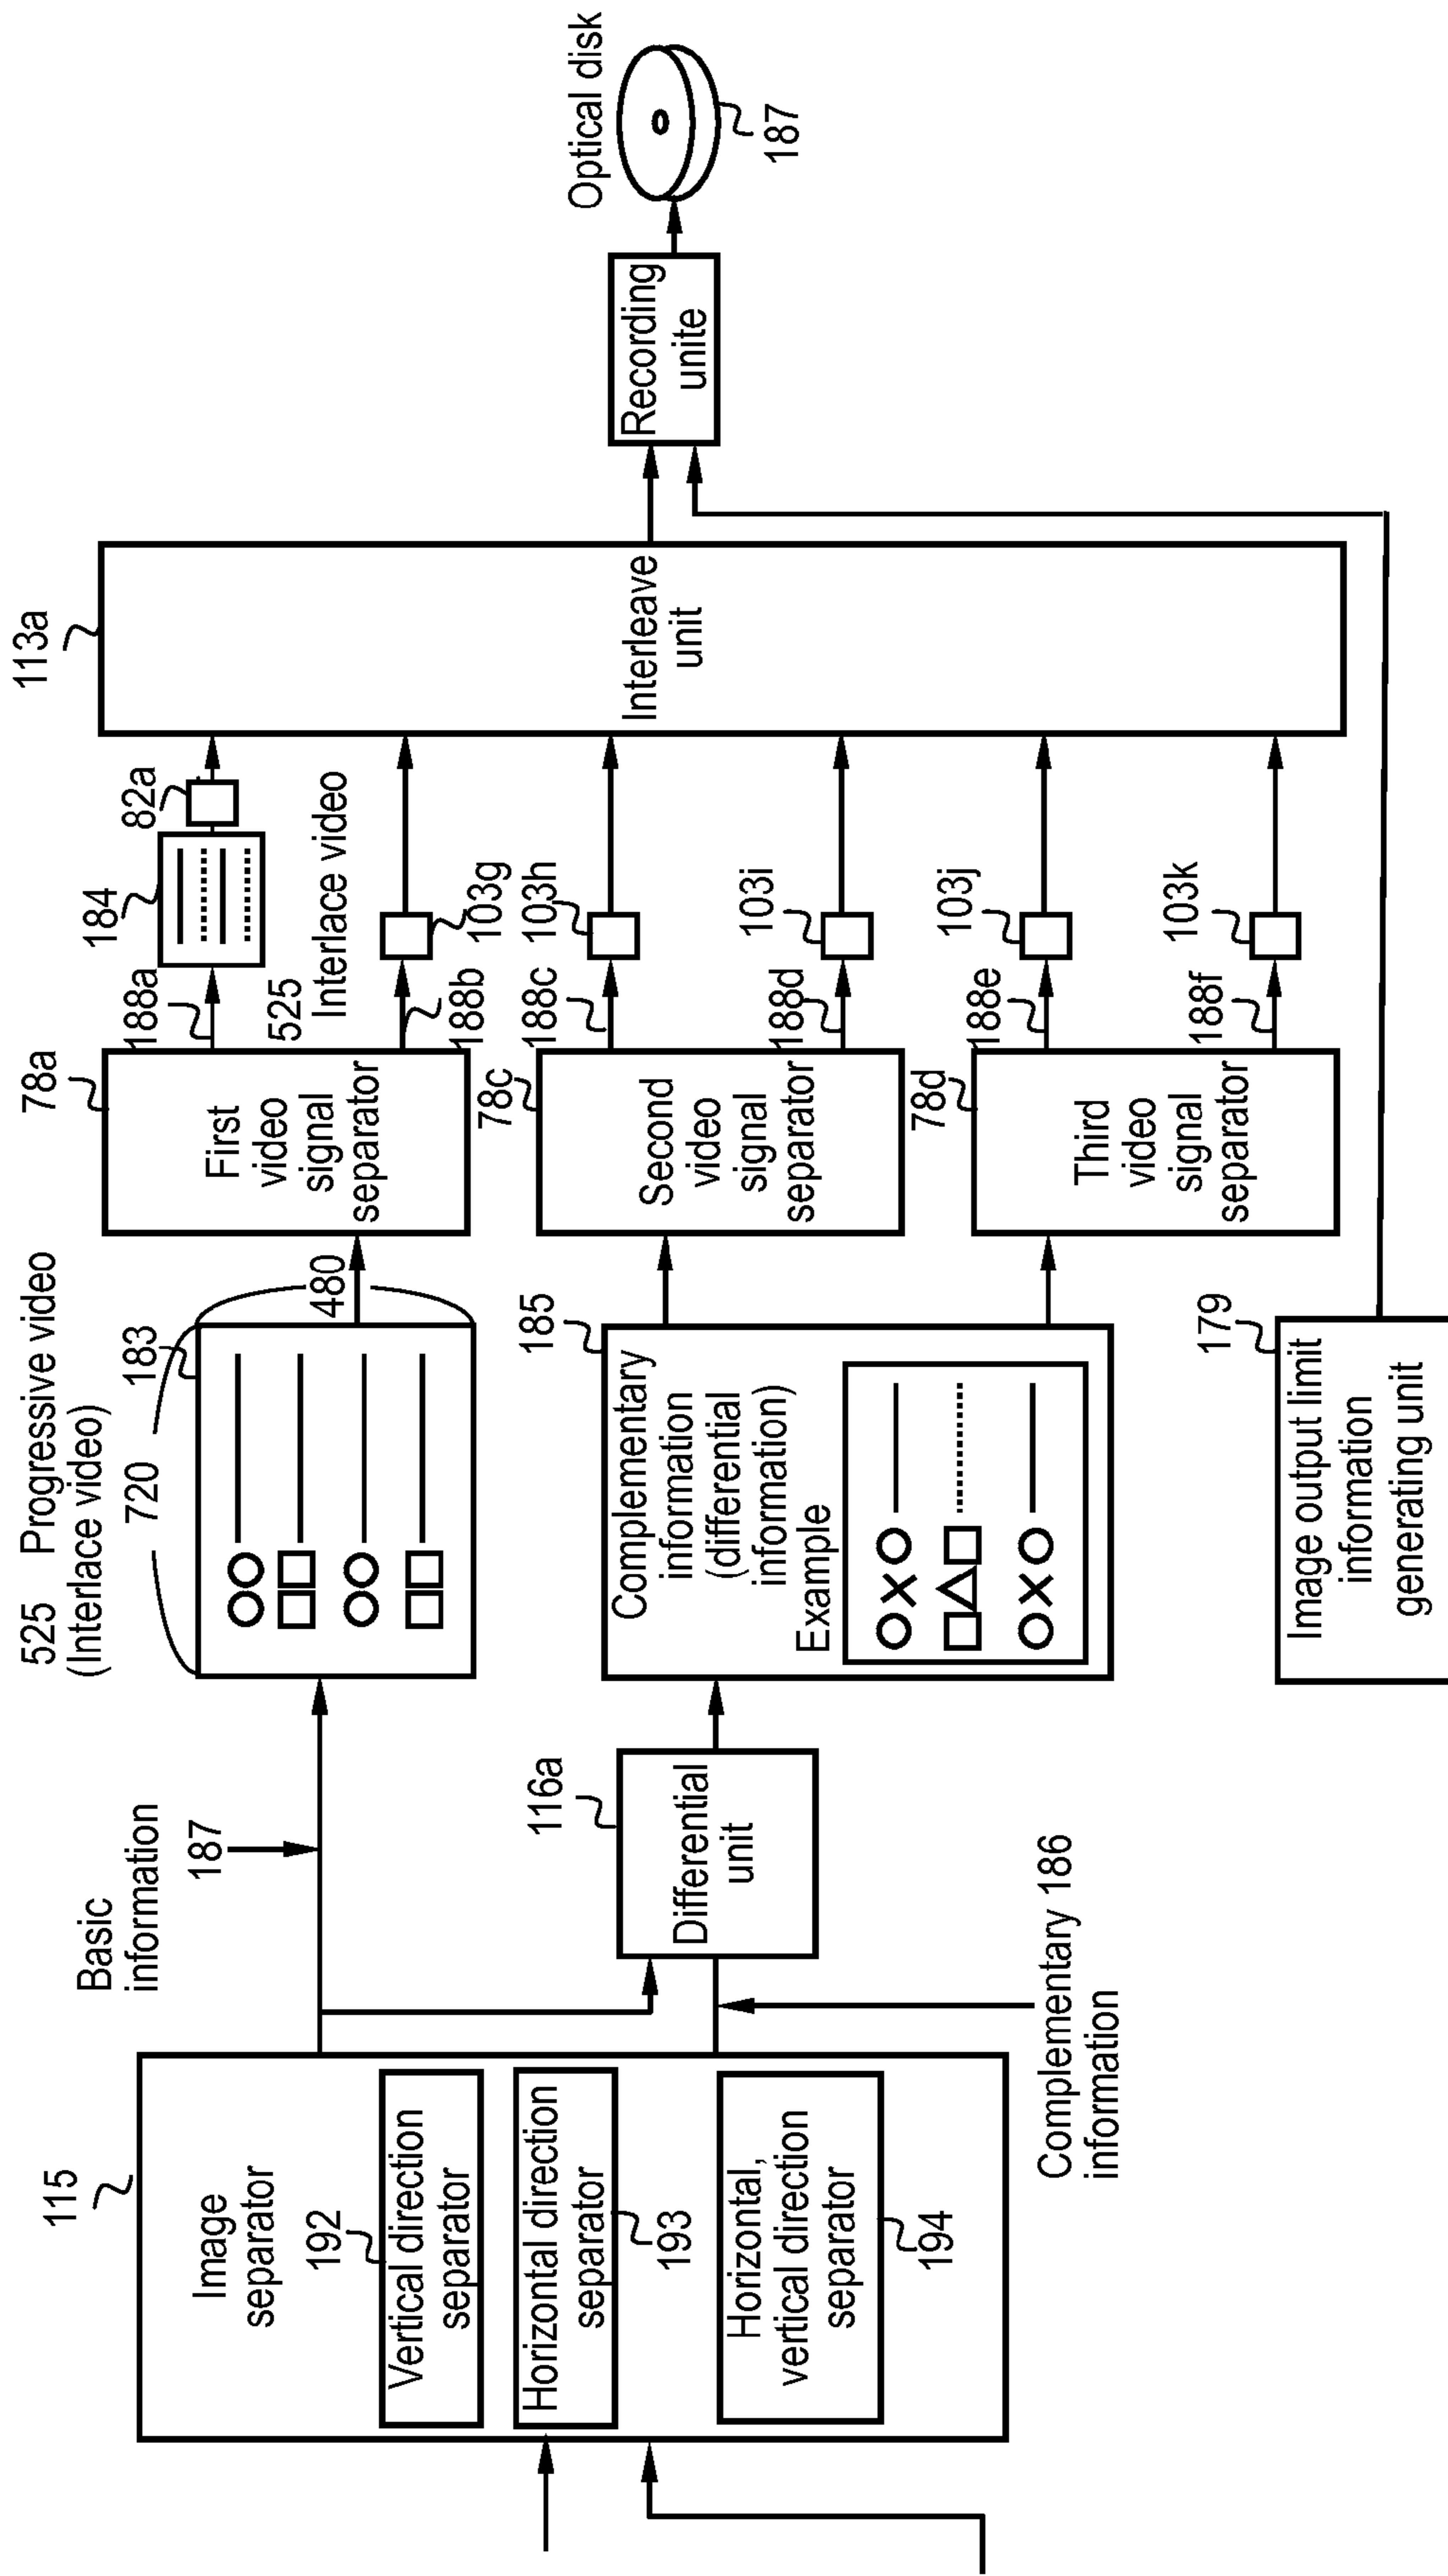 115
Image
separator
192
Vertical direction
separator
Horizontal direction
separator
193
Horizontal,
vertical direction
separator
194
Basic
information
187
116a
Differential
unit
Complementary 186
information
525 Progressive video
(Interlace video)
720
183
480
185
Complementary
information
(differential
information)
Example
179
Image output limit
information
generating unit
78a
First
video
signal
separator
78c
Second
video
signal
separator
78d
Third
video
signal
separator
188a
184
82a
525
Interlace video
188b
103g
188c
103h
188d
103i
188e
103j
188f
103k
113a
Interleave
unit
Recording
unite
Optical disk
187